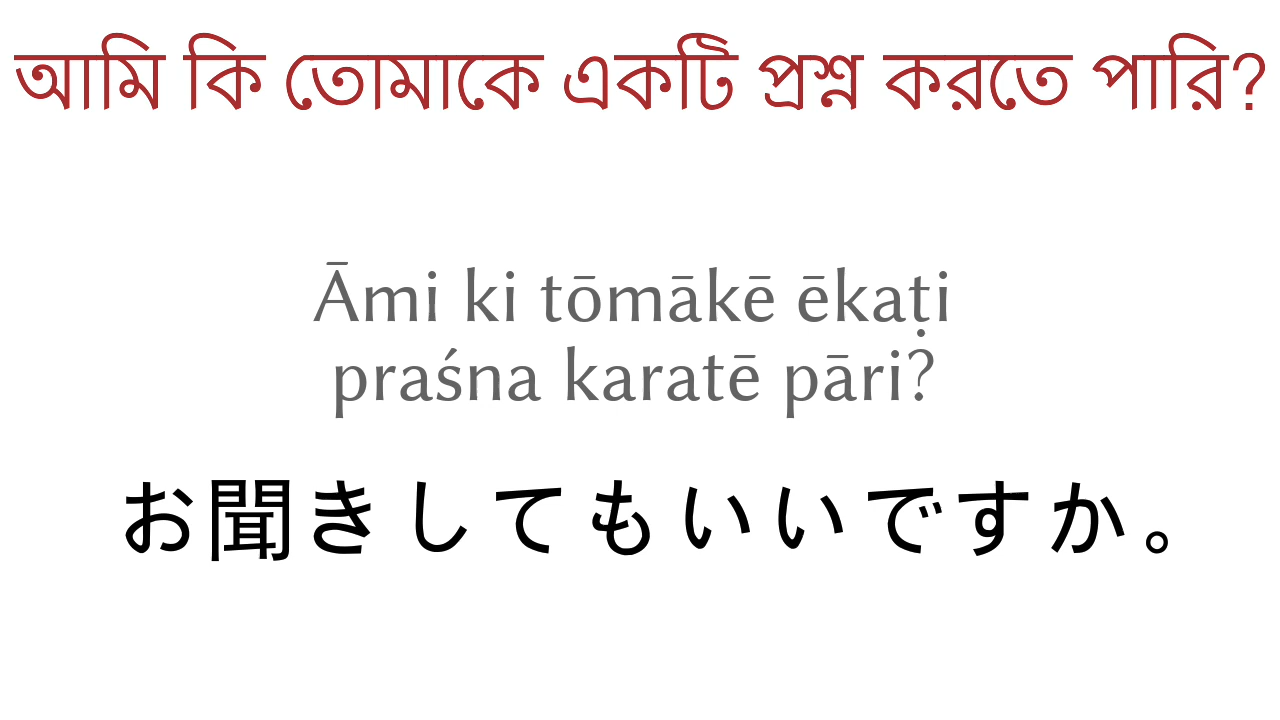 আমি কি তোমাকে একটি প্রশ্ন করতে পারি?
Āmi ki tōmākē ēkaṭi
praśna karatē pāri?
お聞きしてもいいですか。